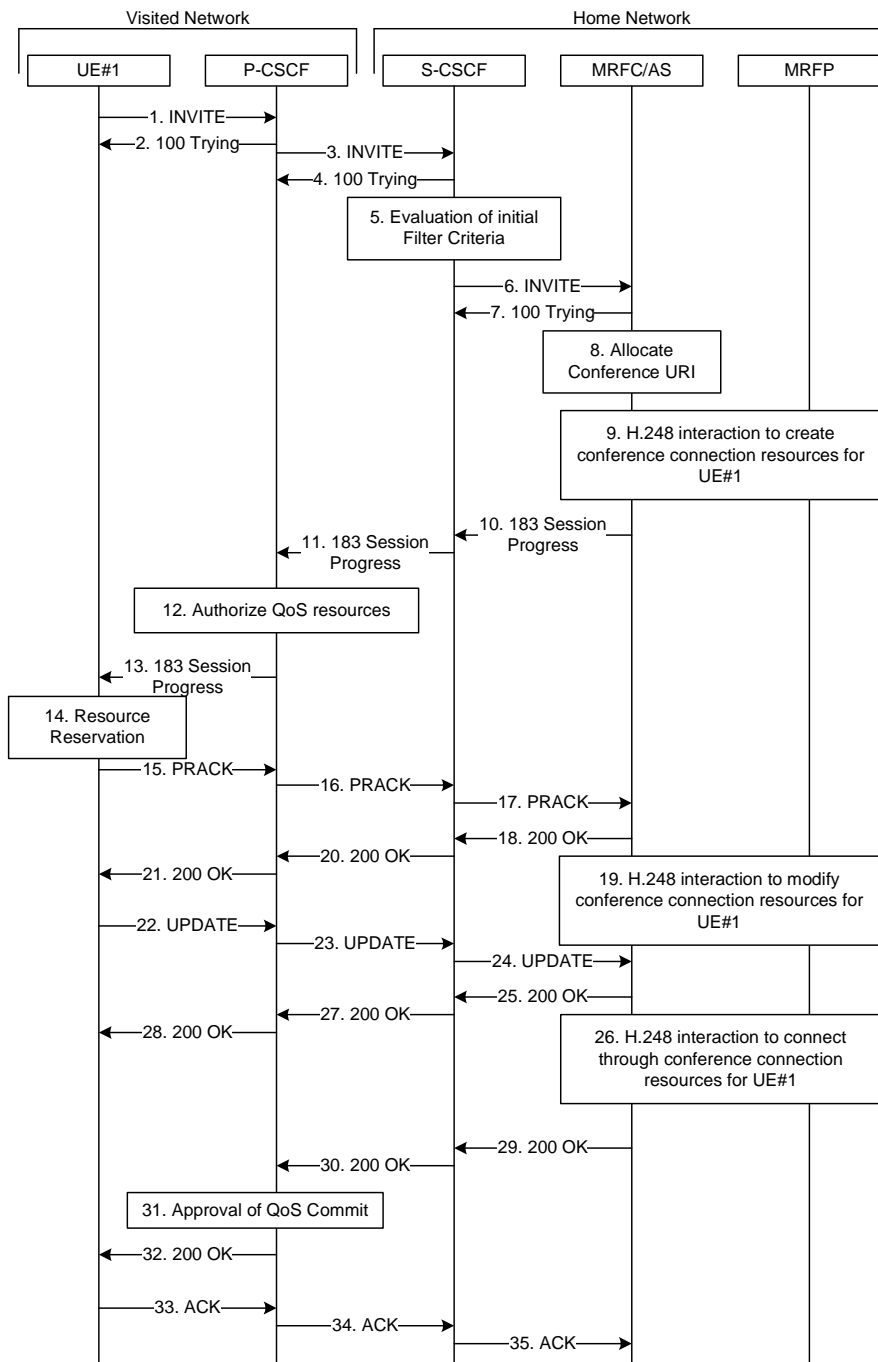 Visited Network
Home Network
UE#1
P-CSCF
S-CSCF
MRFC/AS
MRFP
1. INVITE
2. 100 Trying
3. INVITE
4. 100 Trying
5. Evaluation of initial
Filter Criteria
6. INVITE
7. 100 Trying
8. Allocate
Conference URI
9. H.248 interaction to create
conference connection resources for
UE#1
10. 183 Session
Progress
11. 183 Session
Progress
12. Authorize QoS resources
13. 183 Session
Progress
14. Resource
Reservation
15. PRACK
16. PRACK
17. PRACK
18. 200 OK
20. 200 OK
21. 200 OK
19. H.248 interaction to modify
conference connection resources for
UE#1
22. UPDATE
23. UPDATE
24. UPDATE
25. 200 OK
27. 200 OK
28. 200 OK
26. H.248 interaction to connect
through conference connection
resources for UE#1
29. 200 OK
30. 200 OK
31. Approval of QoS Commit
32. 200 OK
33. ACK
34. ACK
35. ACK